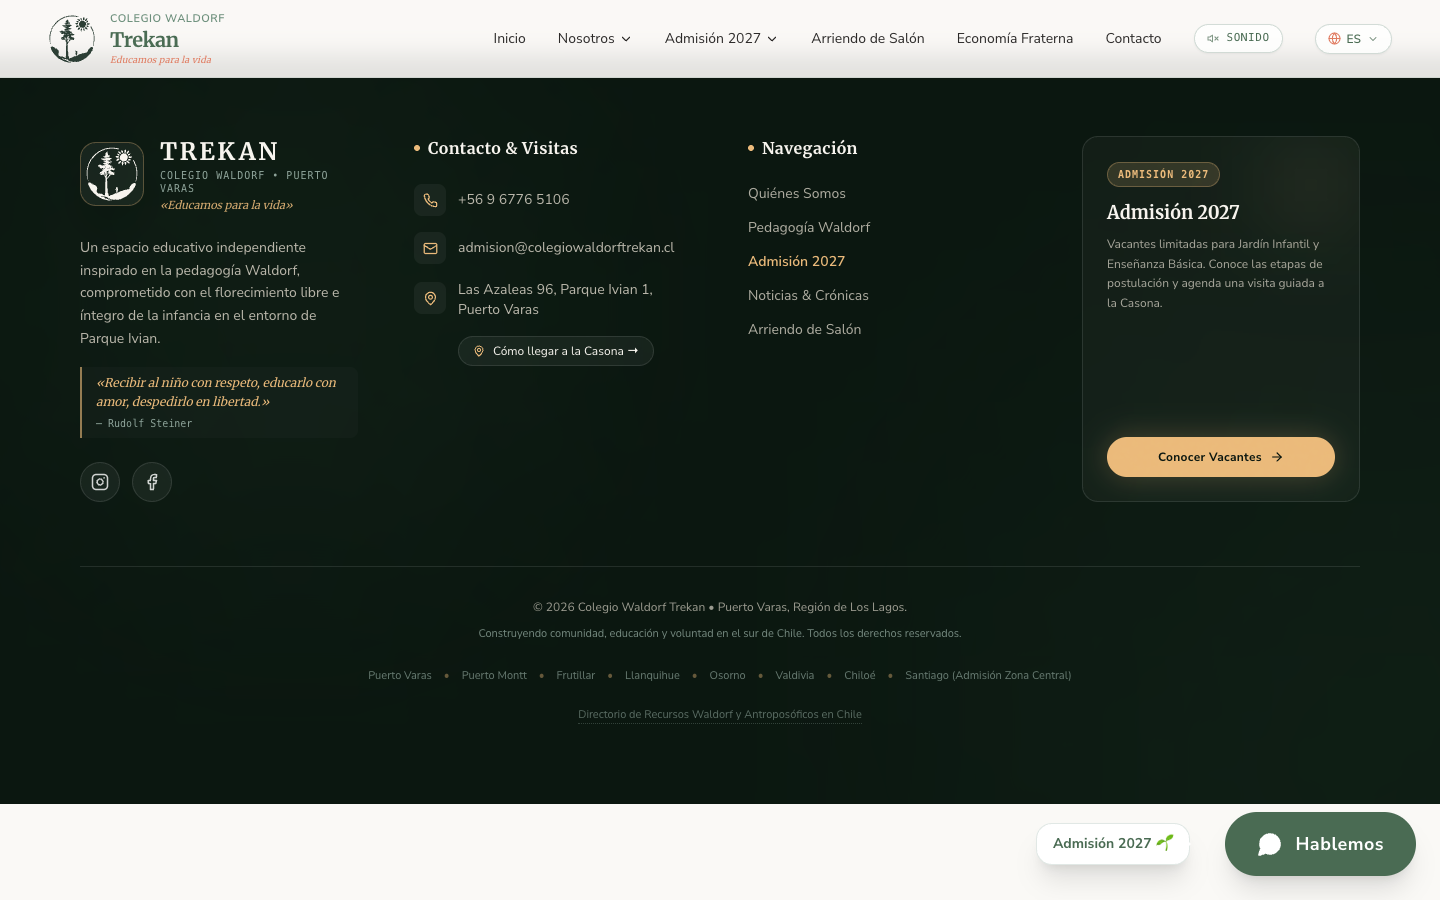 COLEGIO WALDORF
Trekan
Educamos para la vida
Inicio
Nosotros
Admisión 2027
Arriendo de Salón
Economía Fraterna
Contacto
SONIDO
ES
TREKAN
COLEGIO WALDORF • PUERTO
VARAS
«Educamos para la vida»
Un espacio educativo independiente
inspirado en la pedagogía Waldorf,
comprometido con el florecimiento libre e
íntegro de la infancia en el entorno de
Parque Ivian.
«Recibir al niño con respeto, educarlo con
amor, despedirlo en libertad.»
— Rudolf Steiner
Contacto & Visitas
+56 9 6776 5106
admision@colegiowaldorftrekan.cl
Las Azaleas 96, Parque Ivian 1,
Puerto Varas
Cómo llegar a la Casona →
Navegación
Quiénes Somos
Pedagogía Waldorf
Admisión 2027
Noticias & Crónicas
Arriendo de Salón
ADMISIÓN 2027
Admisión 2027
Vacantes limitadas para Jardín Infantil y
Enseñanza Básica. Conoce las etapas de
postulación y agenda una visita guiada a
la Casona.
Conocer Vacantes →
© 2026 Colegio Waldorf Trekan • Puerto Varas, Región de Los Lagos.
Construyendo comunidad, educación y voluntad en el sur de Chile. Todos los derechos reservados.
Puerto Varas • Puerto Montt • Frutillar • Llanquihue • Osorno • Valdivia • Chiloé • Santiago (Admisión Zona Central)
Directorio de Recursos Waldorf y Antroposóficos en Chile
Admisión 2027 🌱
Hablemos